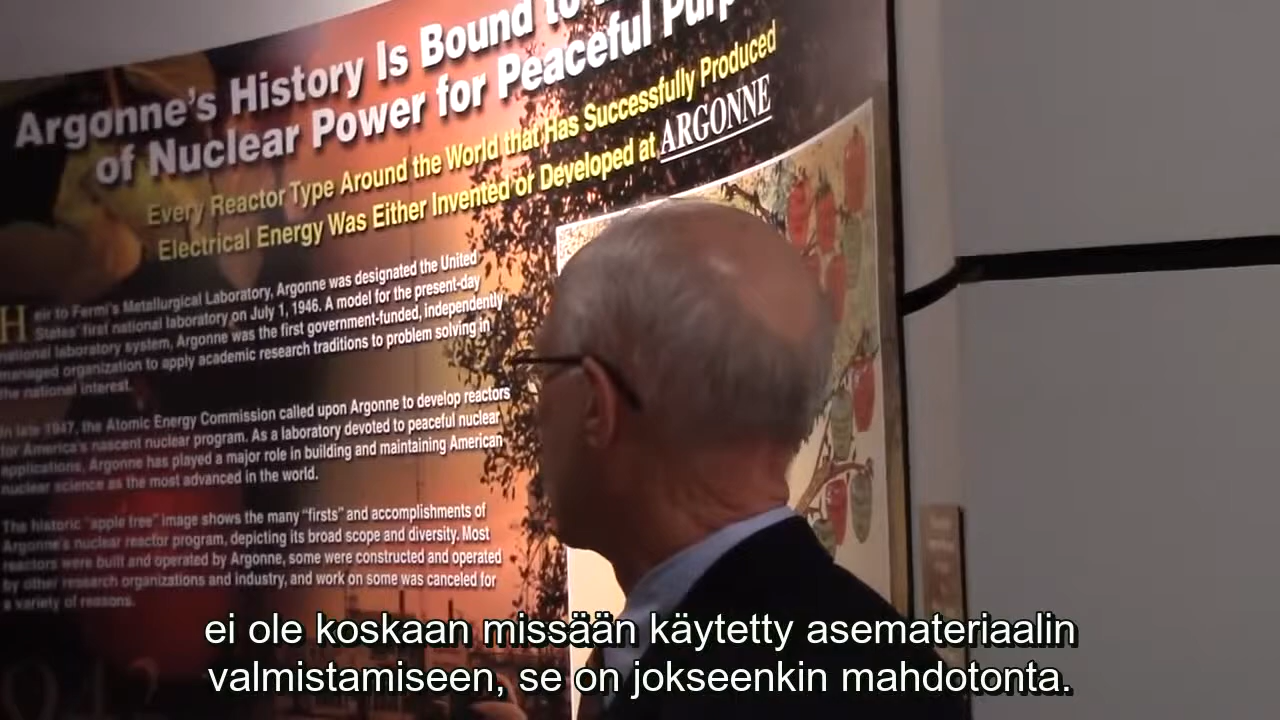 Argonne's History Is Bound to
of Nuclear Power for Peaceful Purp
Every Reactor Type Around the World that Has Successfully Produced
Electrical Energy Was Either Invented or Developed at ARGONNE
Heir to Fermi's Metallurgical Laboratory, Argonne was designated the United
States' first national laboratory on July 1, 1946. A model for the present-day
national laboratory system, Argonne was the first government-funded, independently
managed organization to apply academic research traditions to problem solving in
the national interest.
In late 1947, the Atomic Energy Commission called upon Argonne to develop reactors
for America's nascent nuclear program. As a laboratory devoted to peaceful nuclear
applications, Argonne has played a major role in building and maintaining American
nuclear science as the most advanced in the world.
The historic "apple tree" image shows the many "firsts" and accomplishments of
Argonne's nuclear reactor program, depicting its broad scope and diversity. Most
reactors were built and operated by Argonne, some were constructed and operated
by other research organizations and industry, and work on some was canceled for
a variety of reasons.
ei ole koskaan missään käytetty asemateriaalin
valmistamiseen, se on jokseenkin mahdotonta.